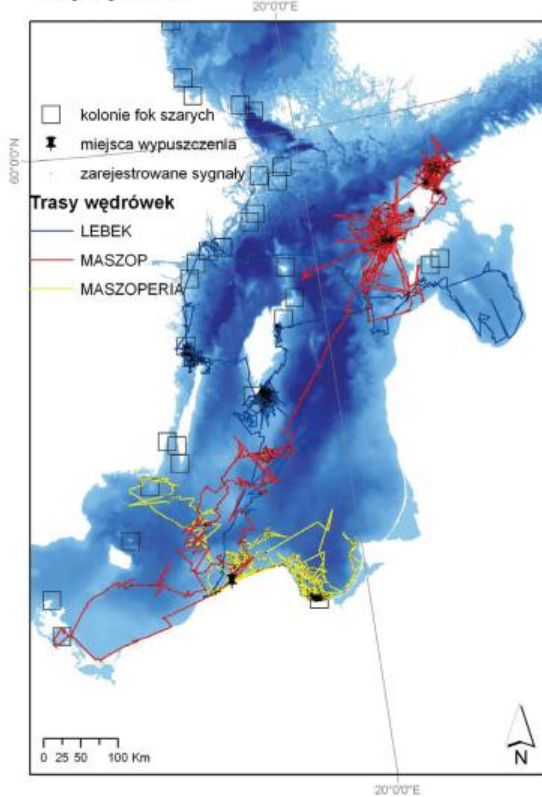 20°0'0"E
60°0'0"N
kolonie fok szarych
miejsca wypuszczenia
zarejestrowane sygnały
Trasy wędrówek
LEBEK
MASZOP
MASZOPERIA
0 25 50 100 Km
N
20°0'0"E